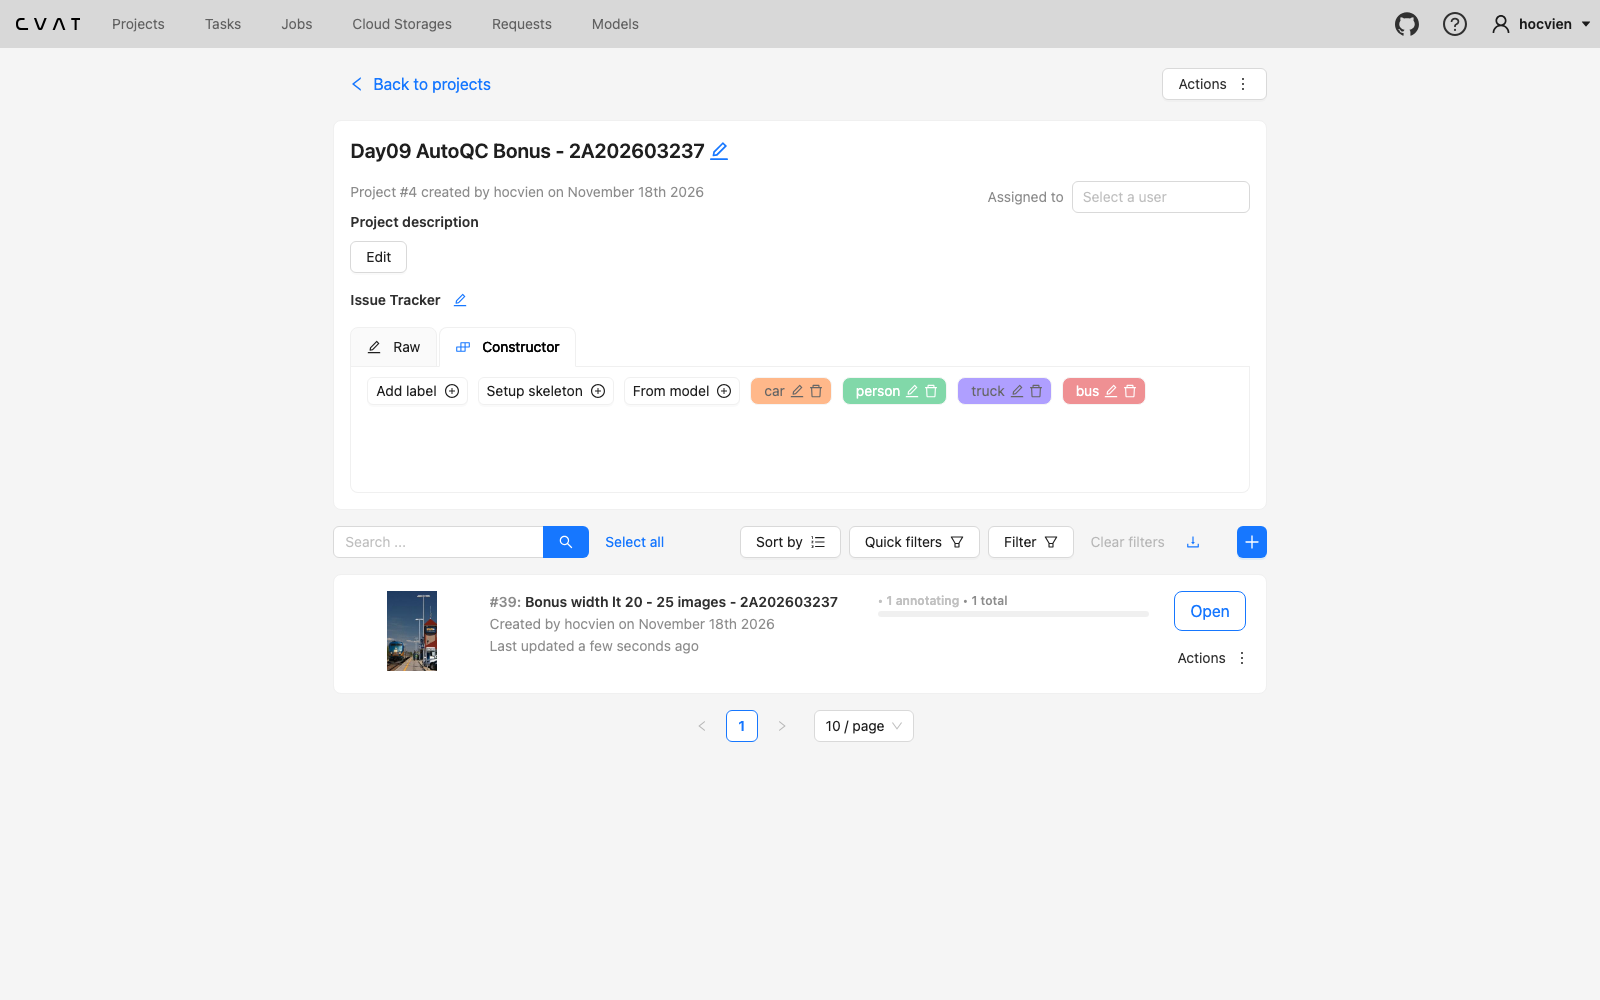 CVAT Projects Tasks Jobs Cloud Storages Requests Models hocvien
Back to projects Actions
Day09 AutoQC Bonus - 2A202603237
Project #4 created by hocvien on November 18th 2026
Assigned to Select a user
Project description
Edit
Issue Tracker
Raw Constructor
Add label Setup skeleton From model car person truck bus
Search ... Select all Sort by Quick filters Filter Clear filters
#39: Bonus width lt 20 - 25 images - 2A202603237 • 1 annotating • 1 total Open
Created by hocvien on November 18th 2026
Last updated a few seconds ago
Actions
1 10 / page